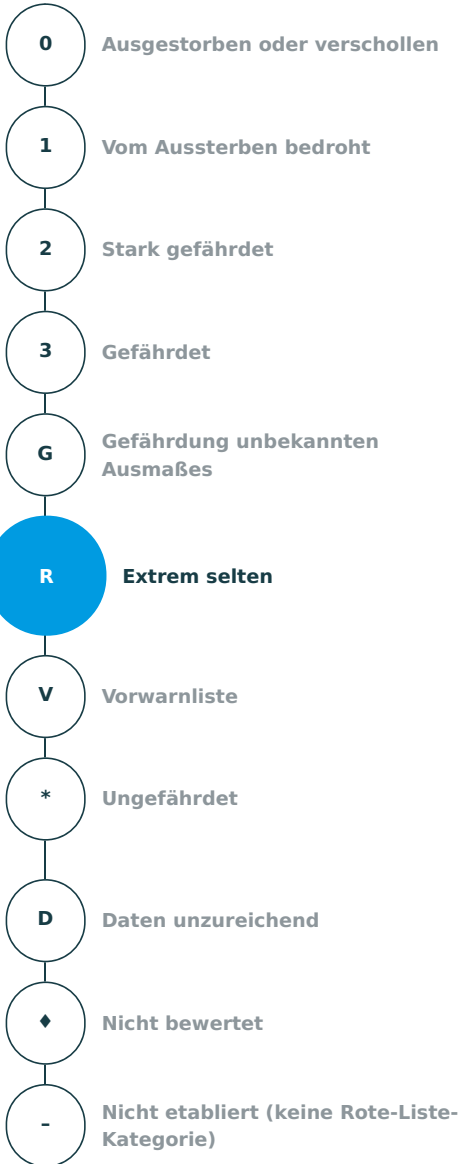 0 Ausgestorben oder verschollen
1 Vom Aussterben bedroht
2 Stark gefährdet
3 Gefährdet
G Gefährdung unbekannten
Ausmaßes
R Extrem selten
V Vorwarnliste
* Ungefährdet
D Daten unzureichend
♦ Nicht bewertet
– Nicht etabliert (keine Rote-Liste-
Kategorie)